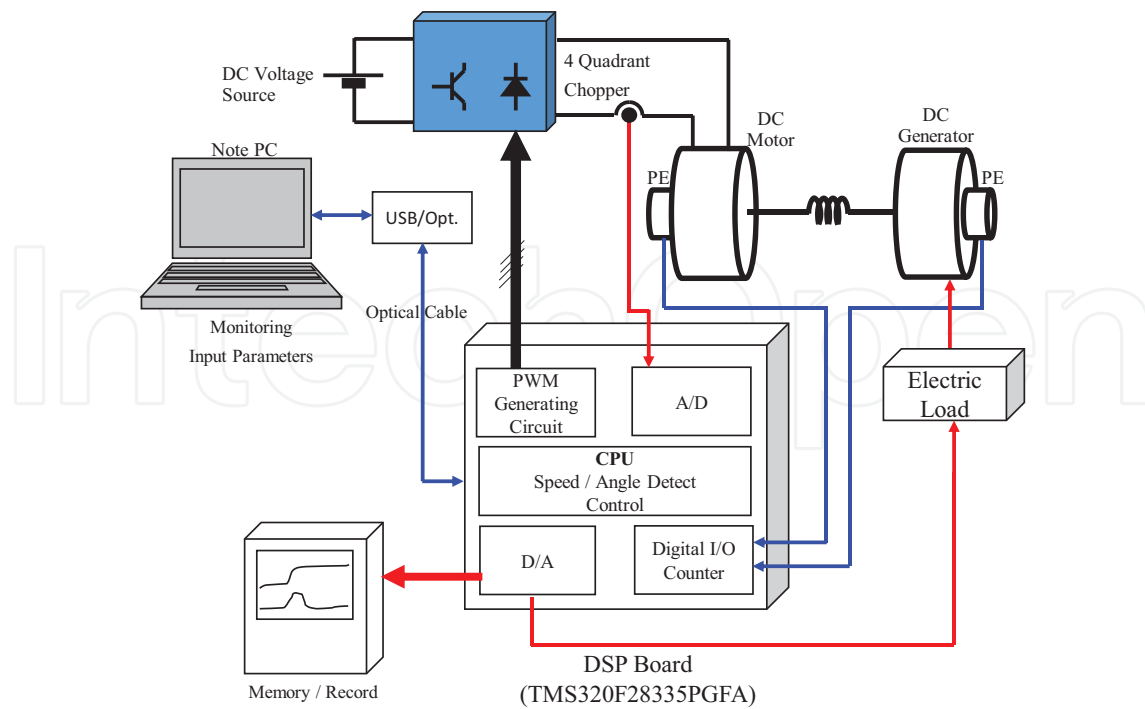 4 Quadrant
Chopper
DC Voltage
Source
DC
Motor
DC
Generator
Note PC
PE
PE
USB/Opt.
Optical Cable
Monitoring
Input Parameters
PWM
Generating
Circuit
A/D
Electric
Load
CPU
Speed / Angle Detect
Control
D/A
Digital I/O
Counter
Memory / Record
DSP Board
(TMS320F28335PGFA)
IntechOpen